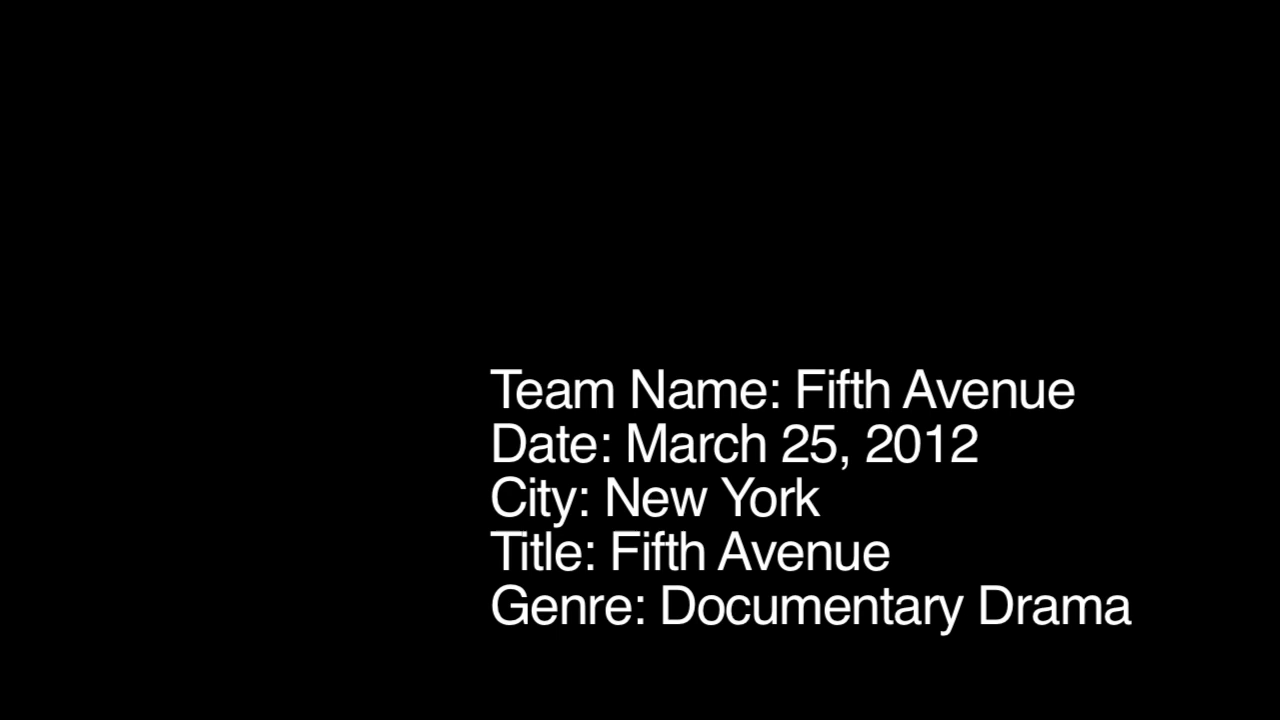 Team Name: Fifth Avenue
Date: March 25, 2012
City: New York
Title: Fifth Avenue
Genre: Documentary Drama